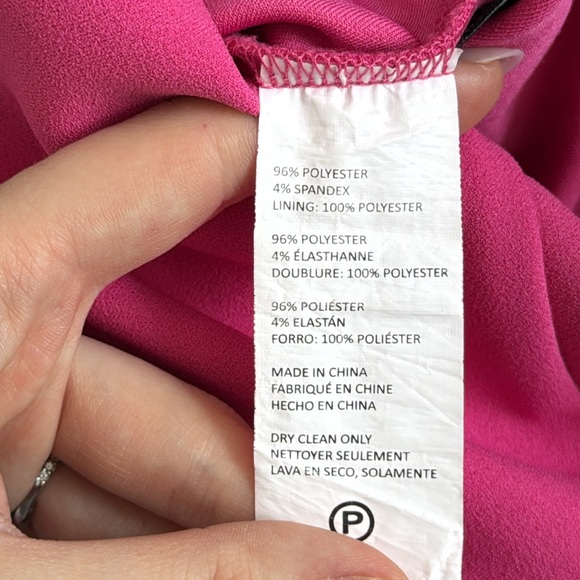 96% POLYESTER
4% SPANDEX
LINING: 100% POLYESTER
96% POLYESTER
4% ÉLASTHANNE
DOUBLURE: 100% POLYESTER
96% POLIÉSTER
4% ELASTÁN
FORRO: 100% POLIÉSTER
MADE IN CHINA
FABRIQUÉ EN CHINE
HECHO EN CHINA
DRY CLEAN ONLY
NETTOYER SEULEMENT
LAVA EN SECO, SOLAMENTE
P